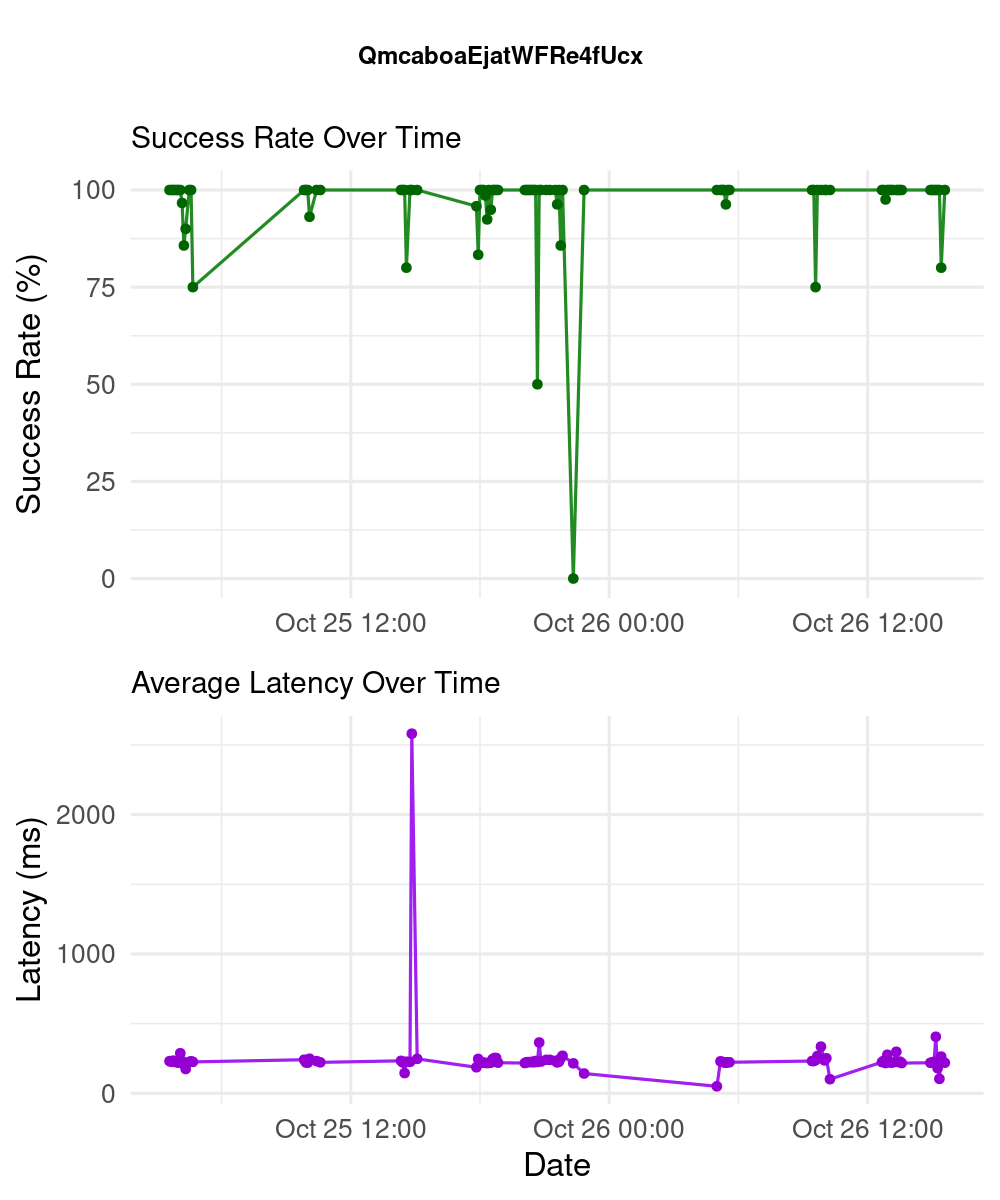 QmcaboaEjatWFRe4fUcx
Success Rate Over Time
Success Rate (%)
100
75
50
25
0
Oct 25 12:00 Oct 26 00:00 Oct 26 12:00
Average Latency Over Time
Latency (ms)
2000
1000
0
Oct 25 12:00 Oct 26 00:00 Oct 26 12:00
Date